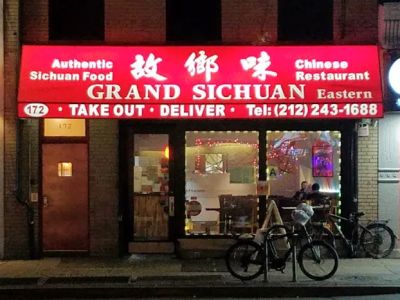 Authentic
Sichuan Food
故鄉味
Chinese
Restaurant
GRAND SICHUAN Eastern
172 · TAKE OUT · DELIVER · Tel: (212) 243-1688
172